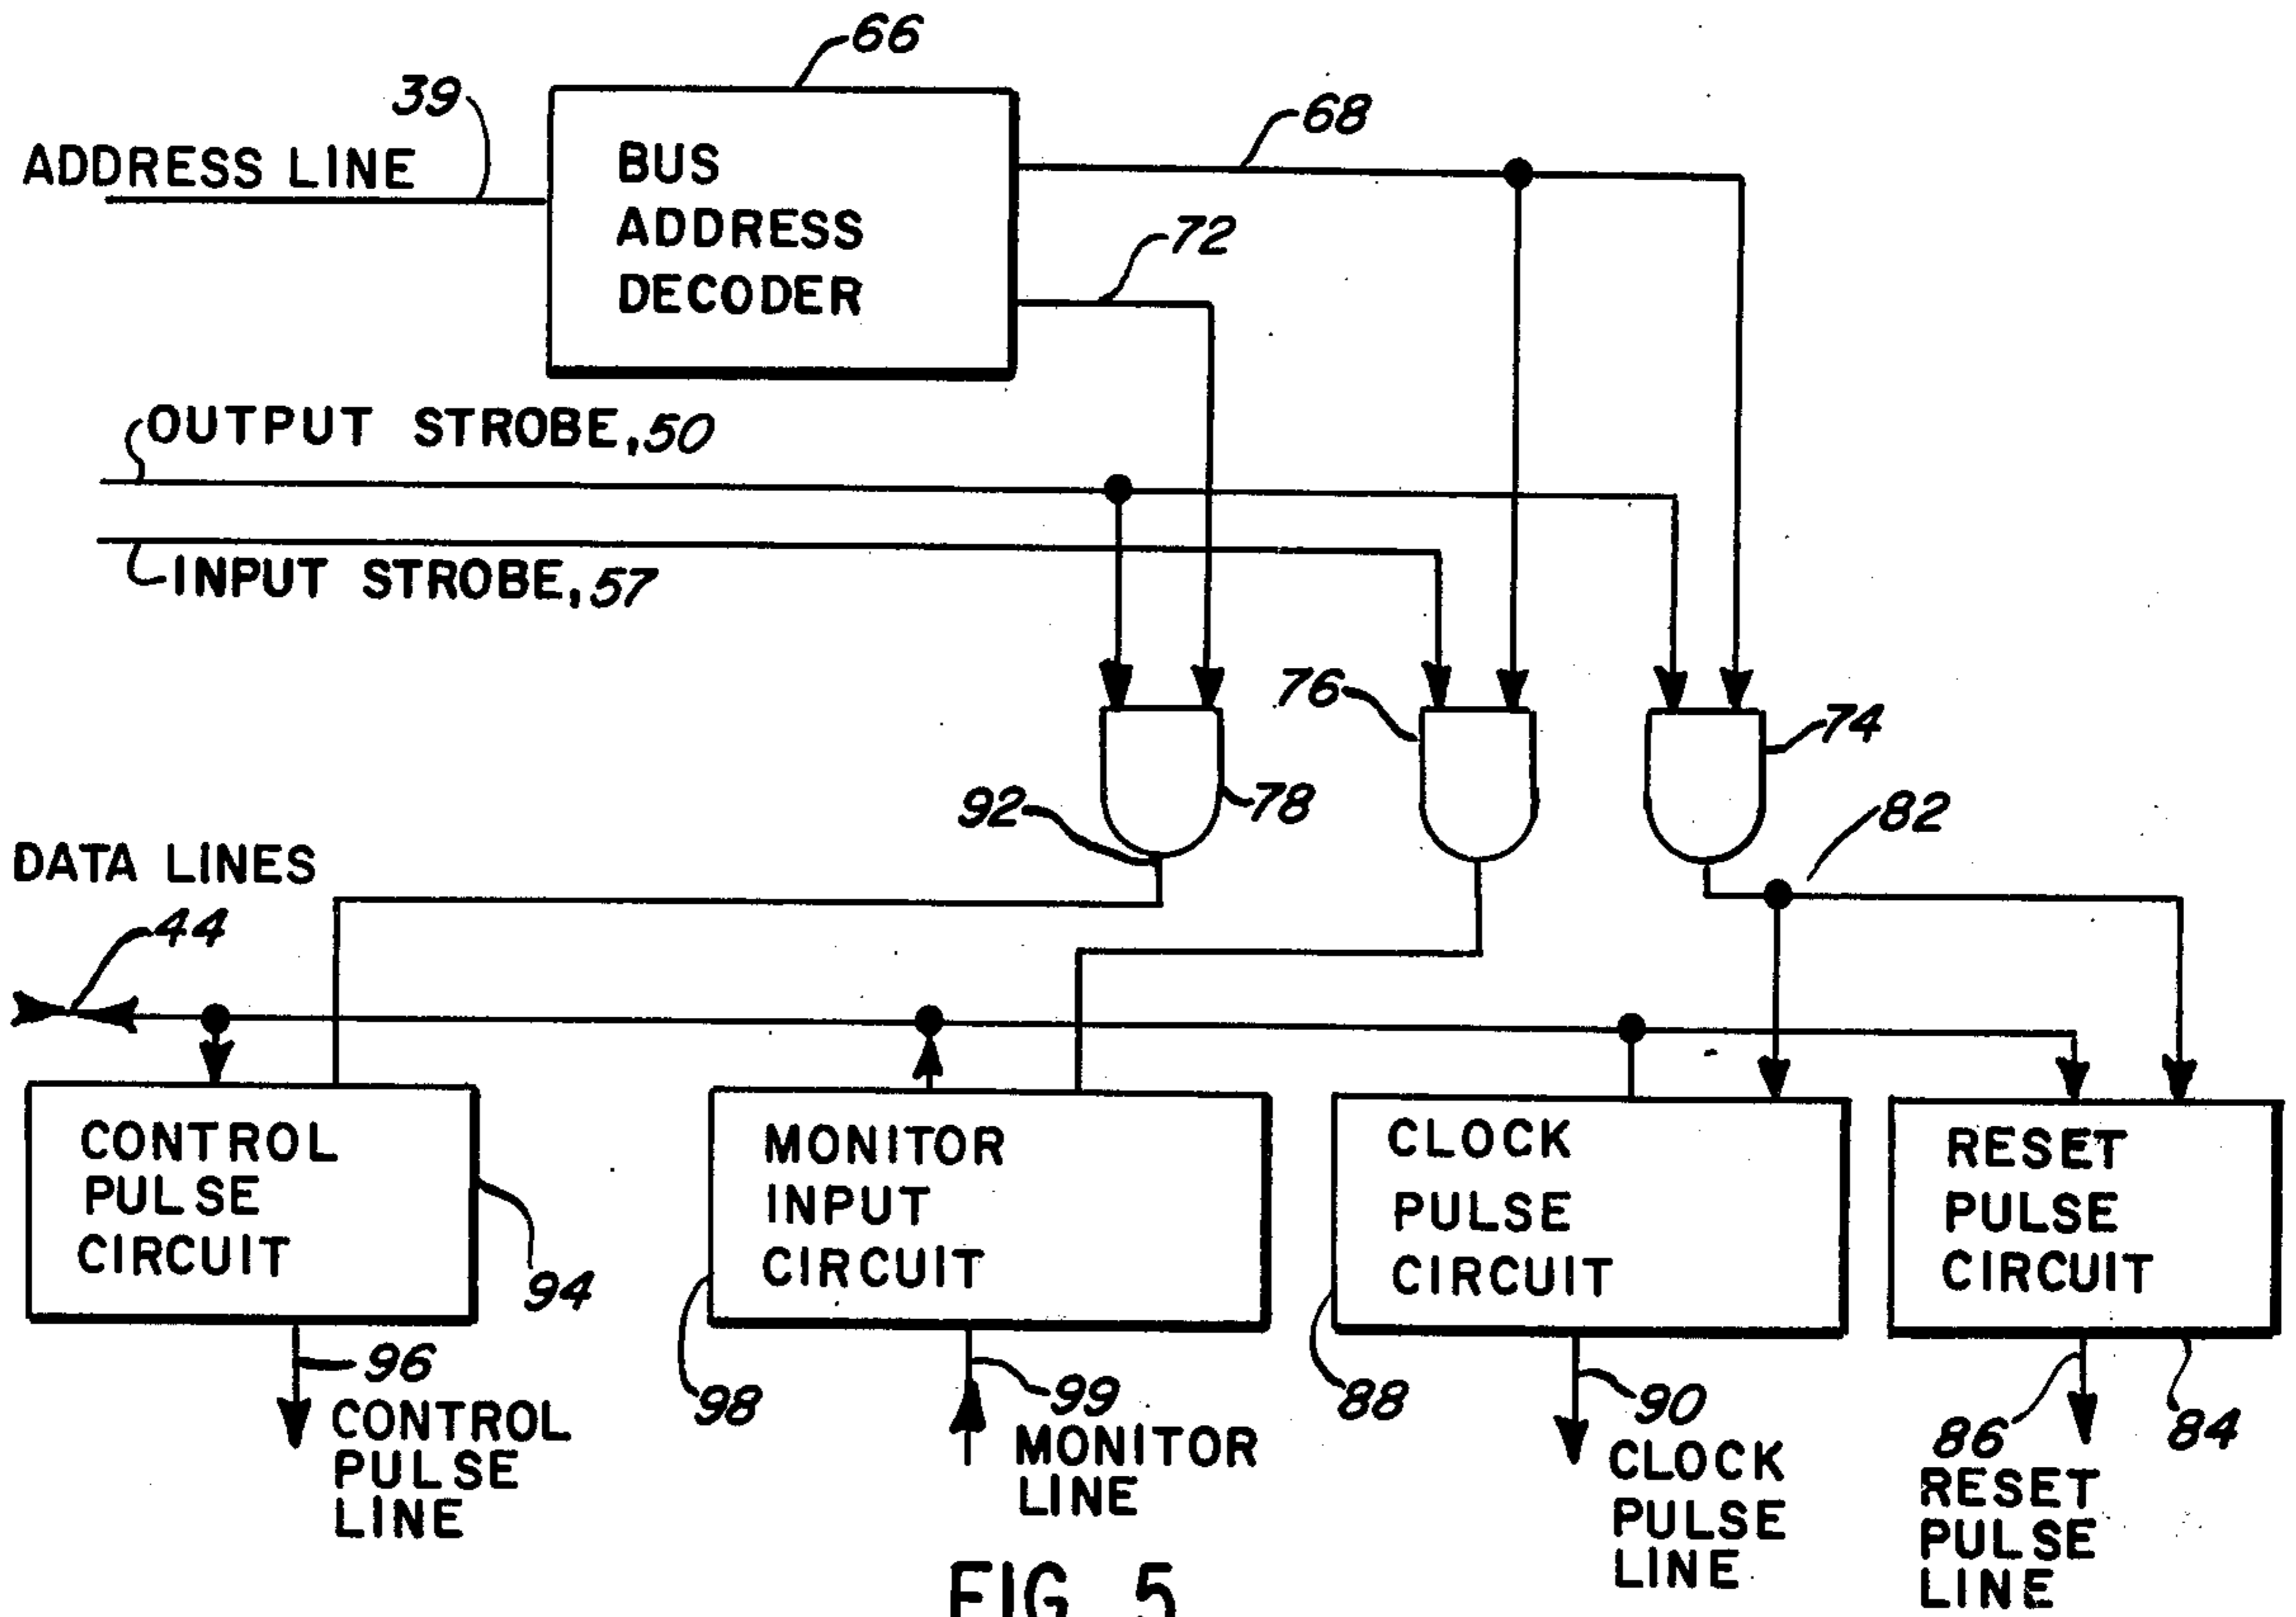 66
39
68
ADDRESS LINE
BUS
ADDRESS
DECODER
72
OUTPUT STROBE, 50
INPUT STROBE, 57
76
74
78
92
82
DATA LINES
44
CONTROL
PULSE
CIRCUIT
MONITOR
INPUT
CIRCUIT
CLOCK
PULSE
CIRCUIT
RESET
PULSE
CIRCUIT
94
96
98
99
88
90
86
84
CONTROL
PULSE
LINE
MONITOR
LINE
CLOCK
PULSE
LINE
RESET
PULSE
LINE
FIG 5